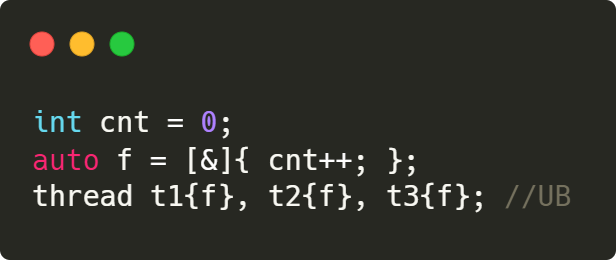 int cnt = 0;
auto f = [&]{ cnt++; };
thread t1{f}, t2{f}, t3{f}; //UB